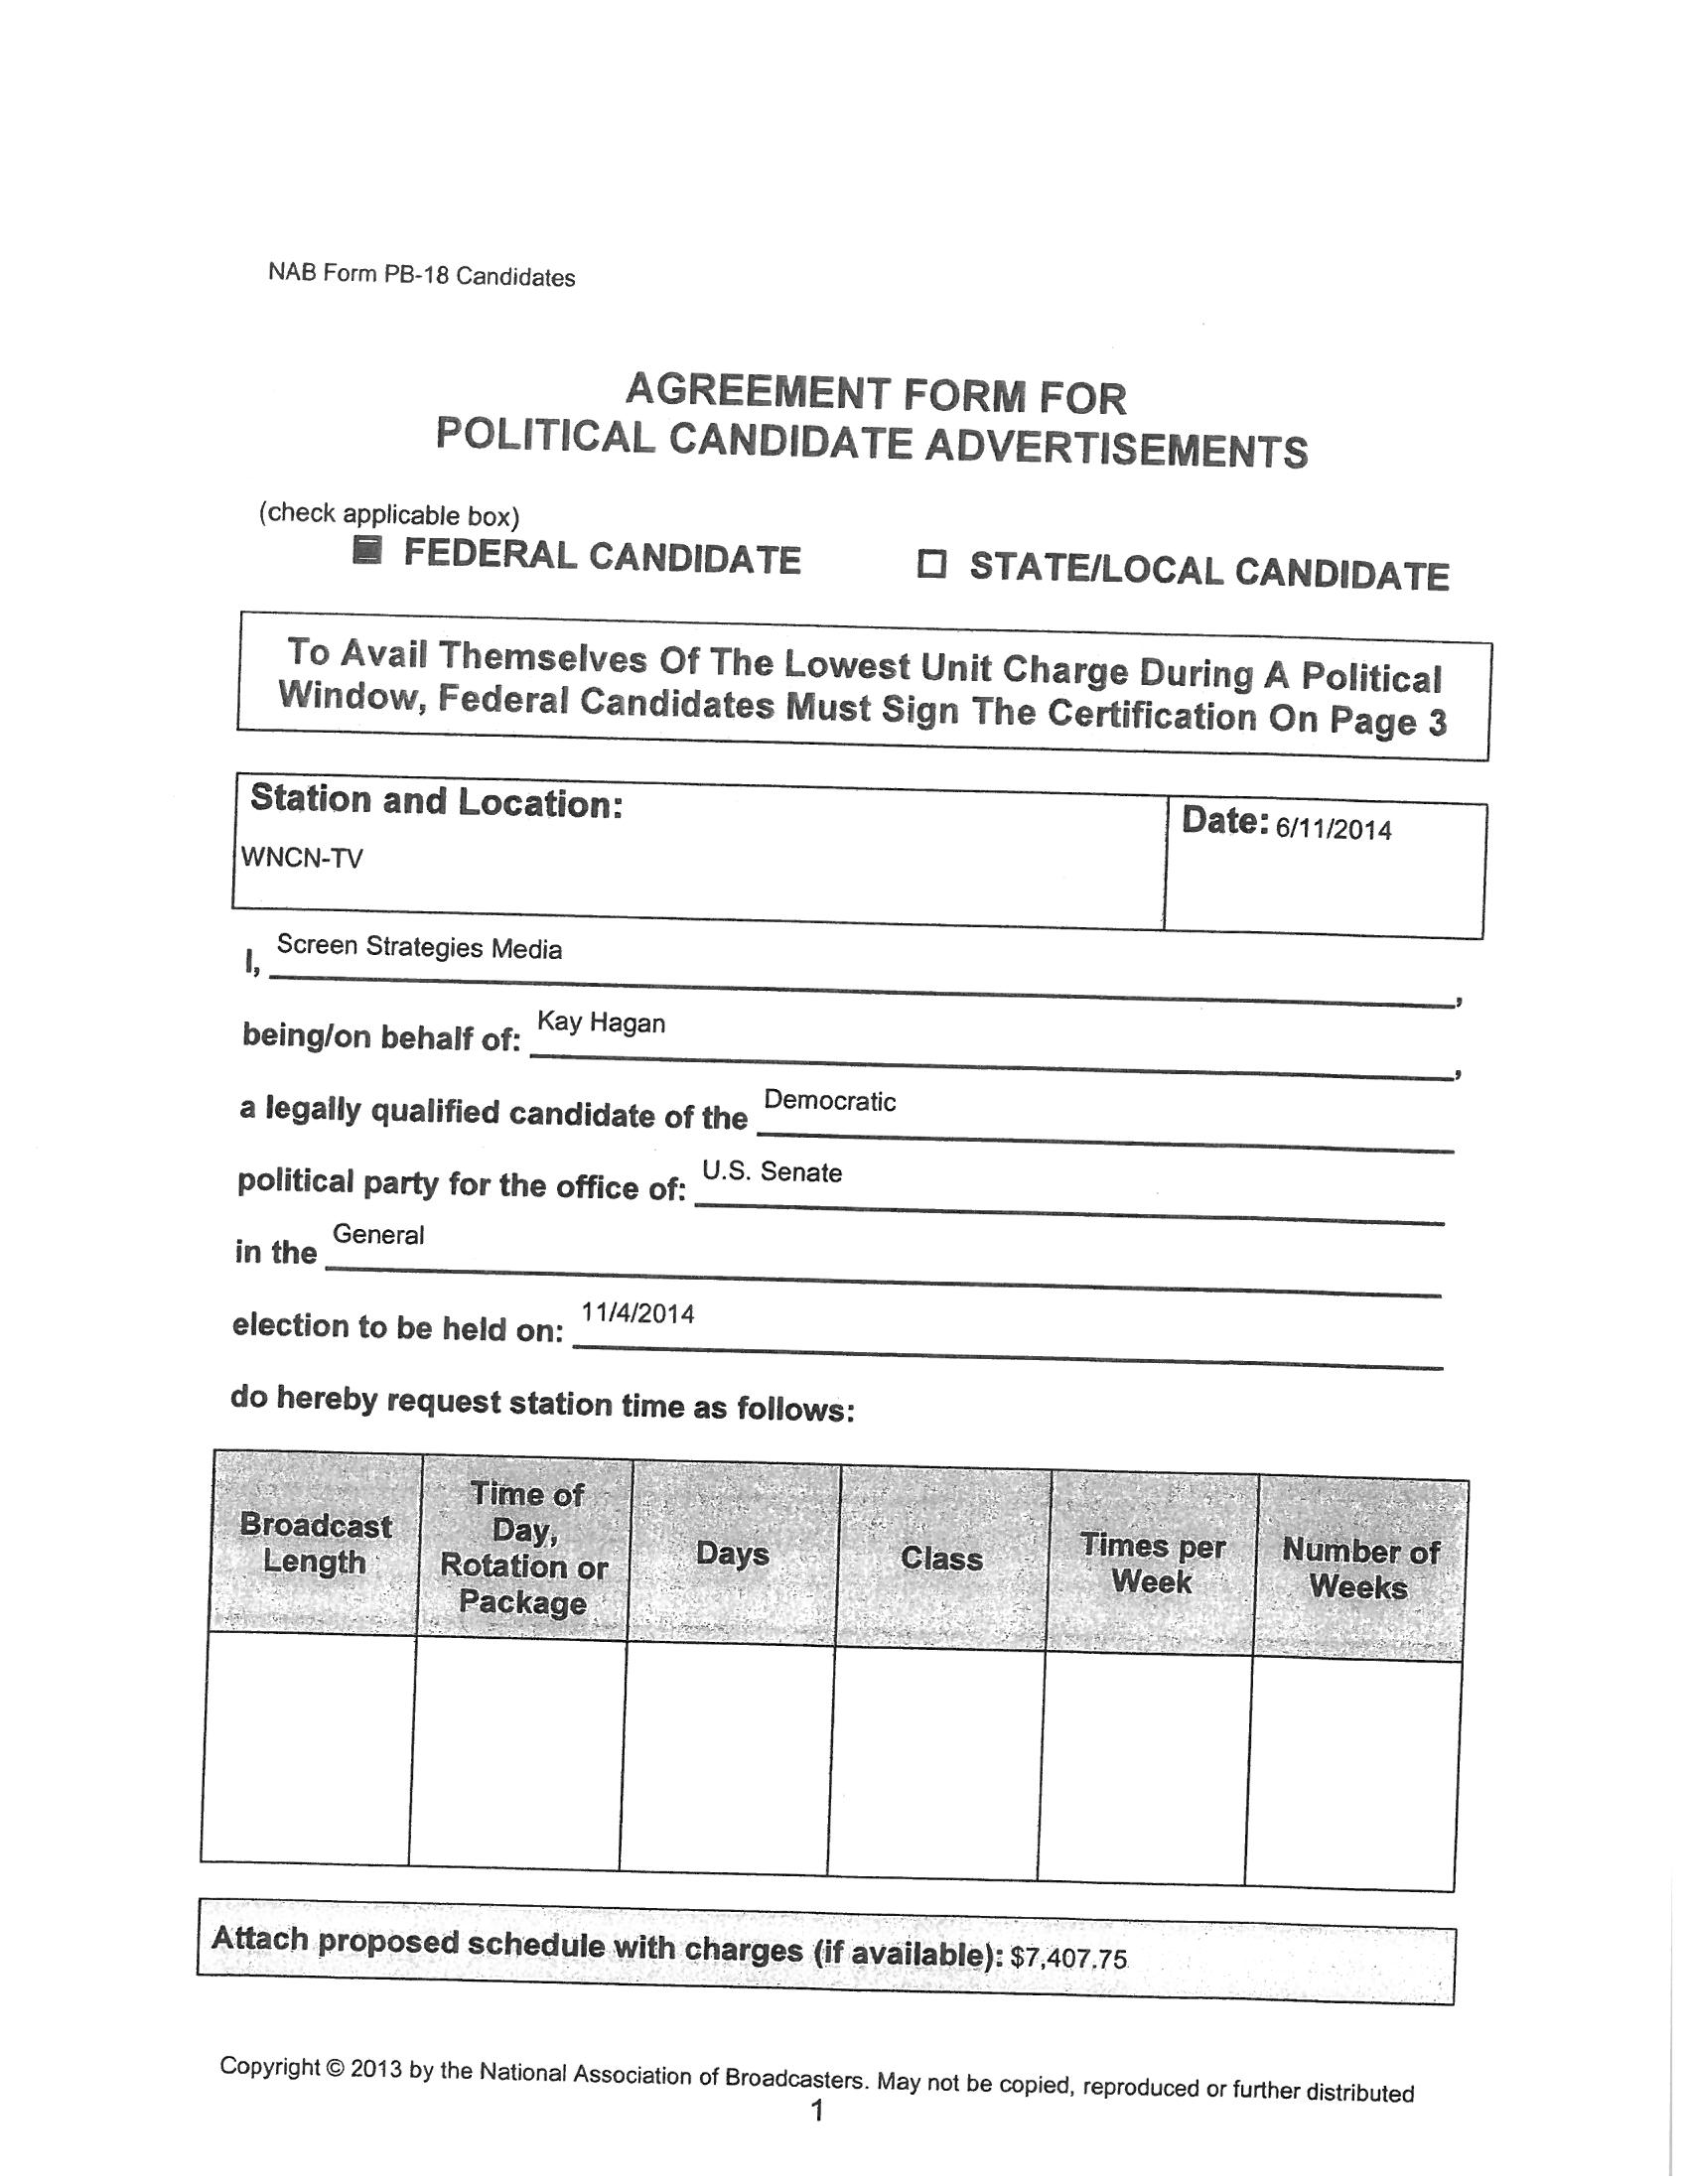 NAB Form PB-18 Candidates
AGREEMENT FORM FOR
POLITICAL CANDIDATE ADVERTISEMENTS
(check applicable box)
■ FEDERAL CANDIDATE ☐ STATE/LOCAL CANDIDATE
To Avail Themselves Of The Lowest Unit Charge During A Political
Window, Federal Candidates Must Sign The Certification On Page 3
Station and Location:
WNCN-TV
Date: 6/11/2014
I, Screen Strategies Media,
being/on behalf of: Kay Hagan,
a legally qualified candidate of the Democratic
political party for the office of: U.S. Senate
in the General
election to be held on: 11/4/2014
do hereby request station time as follows:
Broadcast
Length
Time of
Day,
Rotation or
Package
Days
Class
Times per
Week
Number of
Weeks
Attach proposed schedule with charges (if available): $7,407.75
Copyright © 2013 by the National Association of Broadcasters. May not be copied, reproduced or further distributed
1